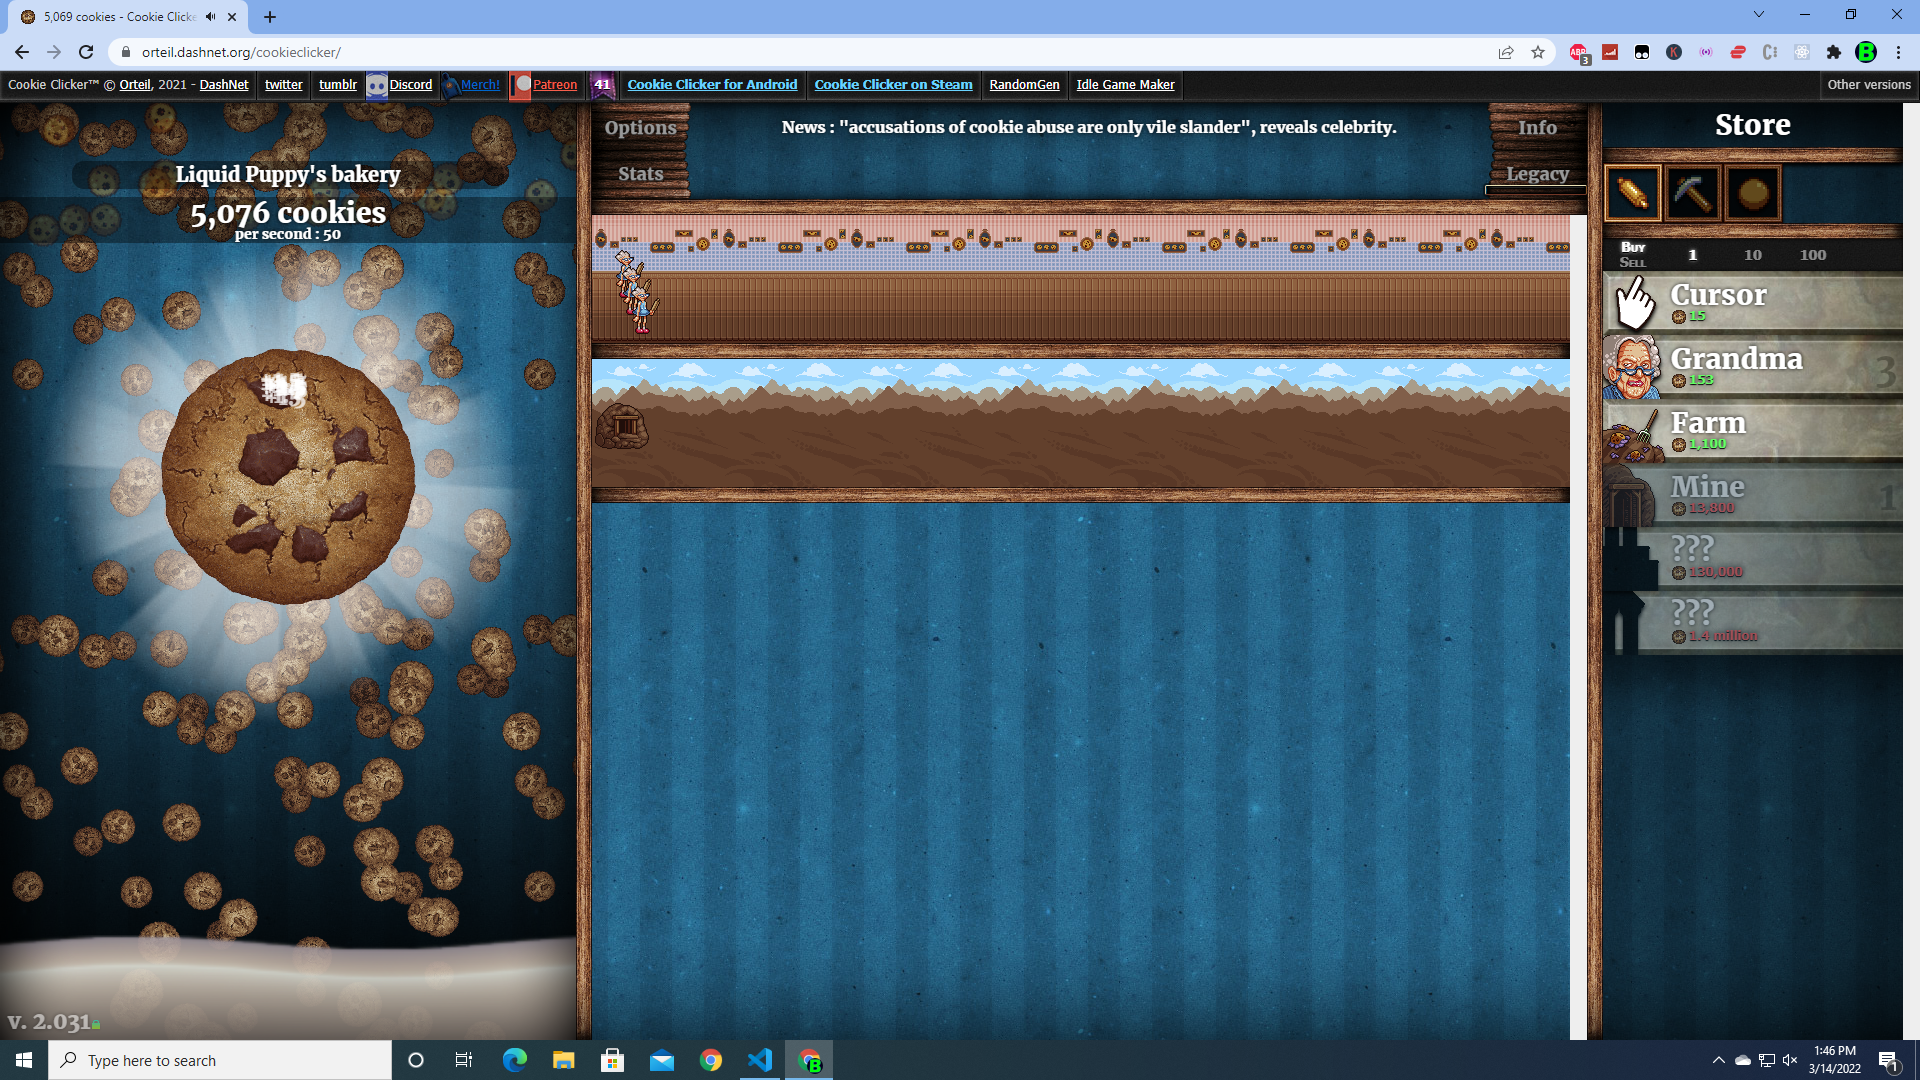 5,069 cookies - Cookie Clicke
orteil.dashnet.org/cookieclicker/
ABP
3
K
C
B
Cookie Clicker™ © Orteil, 2021 - DashNet
twitter
tumblr
Discord
Merch!
Patreon
41
Cookie Clicker for Android
Cookie Clicker on Steam
RandomGen
Idle Game Maker
Other versions
Liquid Puppy's bakery
5,076 cookies
per second : 50
v. 2.031
Options
Stats
News : "accusations of cookie abuse are only vile slander", reveals celebrity.
Info
Legacy
Store
Buy
Sell
1
10
100
Cursor
15
Grandma
153
3
Farm
1,100
Mine
13,800
1
???
130,000
???
1.4 million
Type here to search
B
1:46 PM
3/14/2022
1